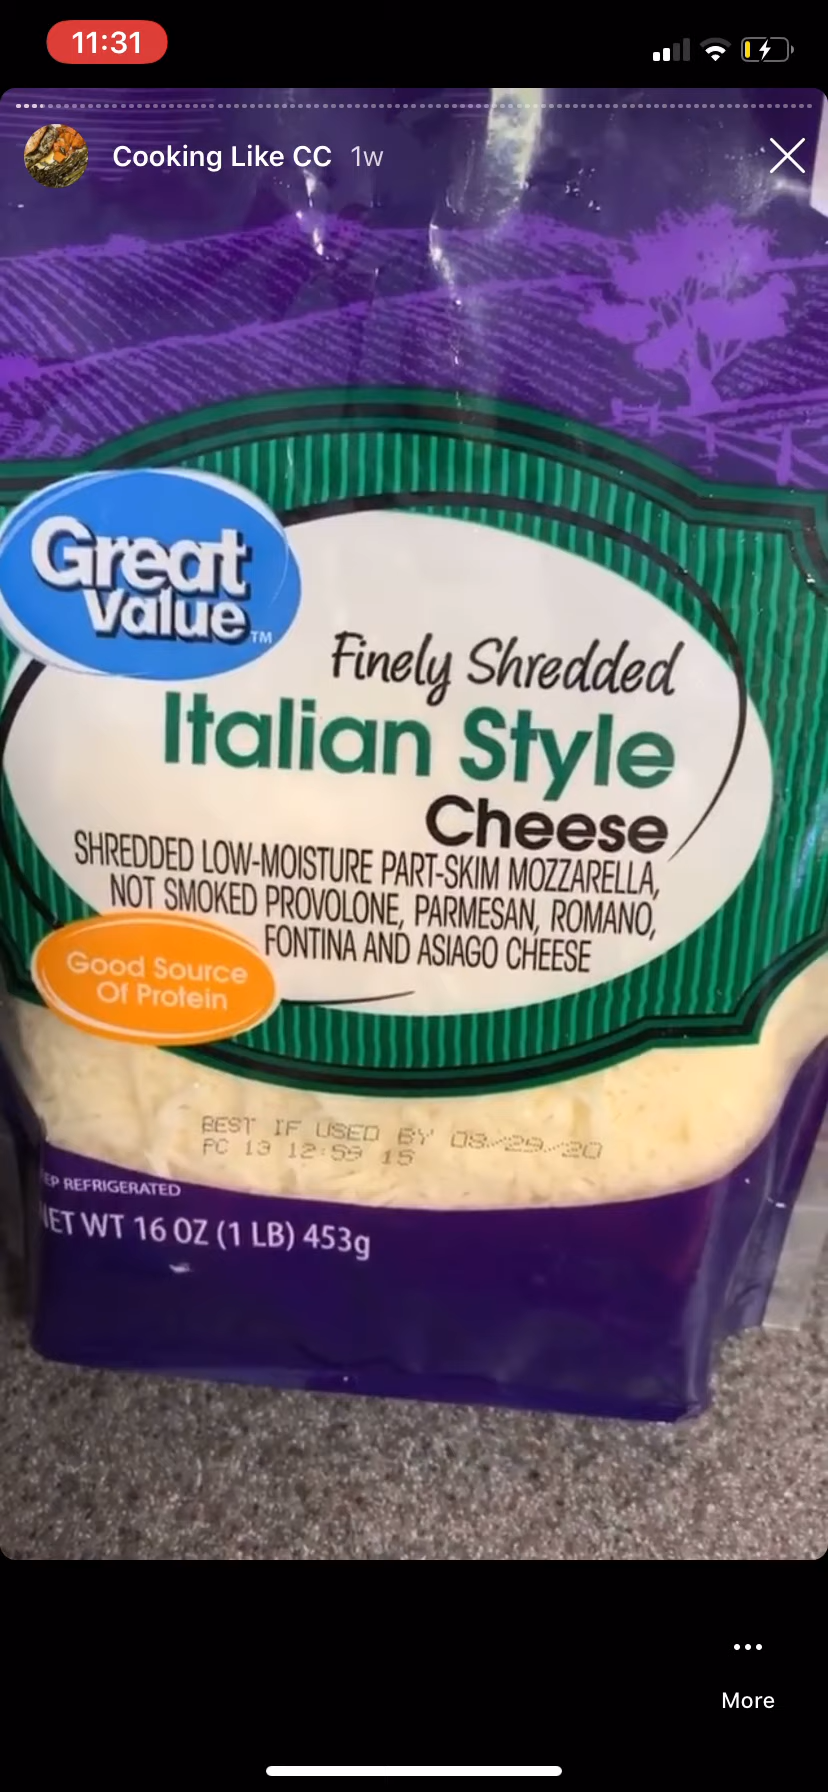 11:31
Cooking Like CC 1w
Great
Value TM
Finely Shredded
Italian Style
Cheese
SHREDDED LOW-MOISTURE PART-SKIM MOZZARELLA,
NOT SMOKED PROVOLONE, PARMESAN, ROMANO,
FONTINA AND ASIAGO CHEESE
Good Source
Of Protein
BEST IF USED BY 08/29/20
PC 13 12:59 15
EP REFRIGERATED
NET WT 16 OZ (1 LB) 453g
More